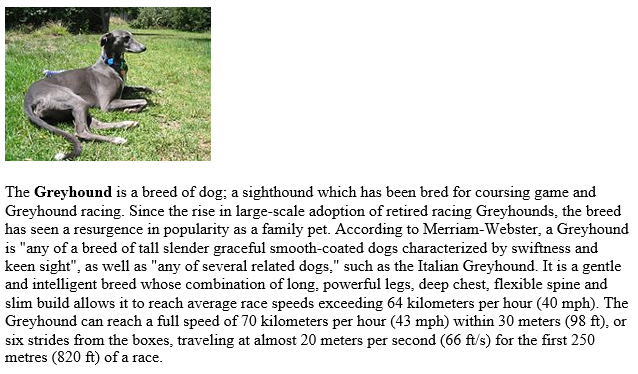 The Greyhound is a breed of dog; a sighthound which has been bred for coursing game and
Greyhound racing. Since the rise in large-scale adoption of retired racing Greyhounds, the breed
has seen a resurgence in popularity as a family pet. According to Merriam-Webster, a Greyhound
is "any of a breed of tall slender graceful smooth-coated dogs characterized by swiftness and
keen sight", as well as "any of several related dogs," such as the Italian Greyhound. It is a gentle
and intelligent breed whose combination of long, powerful legs, deep chest, flexible spine and
slim build allows it to reach average race speeds exceeding 64 kilometers per hour (40 mph). The
Greyhound can reach a full speed of 70 kilometers per hour (43 mph) within 30 meters (98 ft), or
six strides from the boxes, traveling at almost 20 meters per second (66 ft/s) for the first 250
metres (820 ft) of a race.